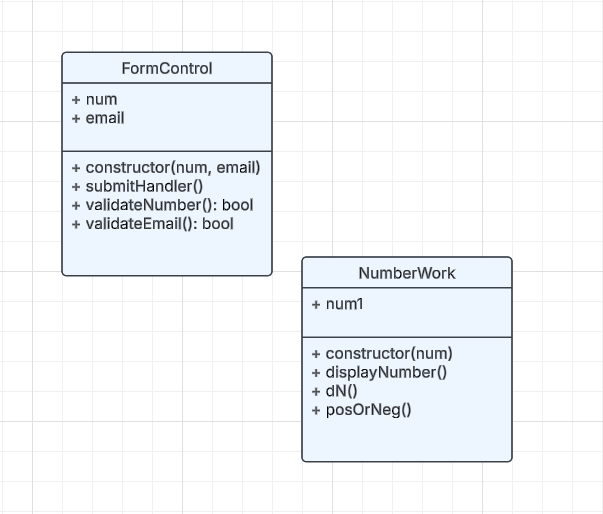 FormControl
+ num
+ email
+ constructor(num, email)
+ submitHandler()
+ validateNumber(): bool
+ validateEmail(): bool
NumberWork
+ num1
+ constructor(num)
+ displayNumber()
+ dN()
+ posOrNeg()